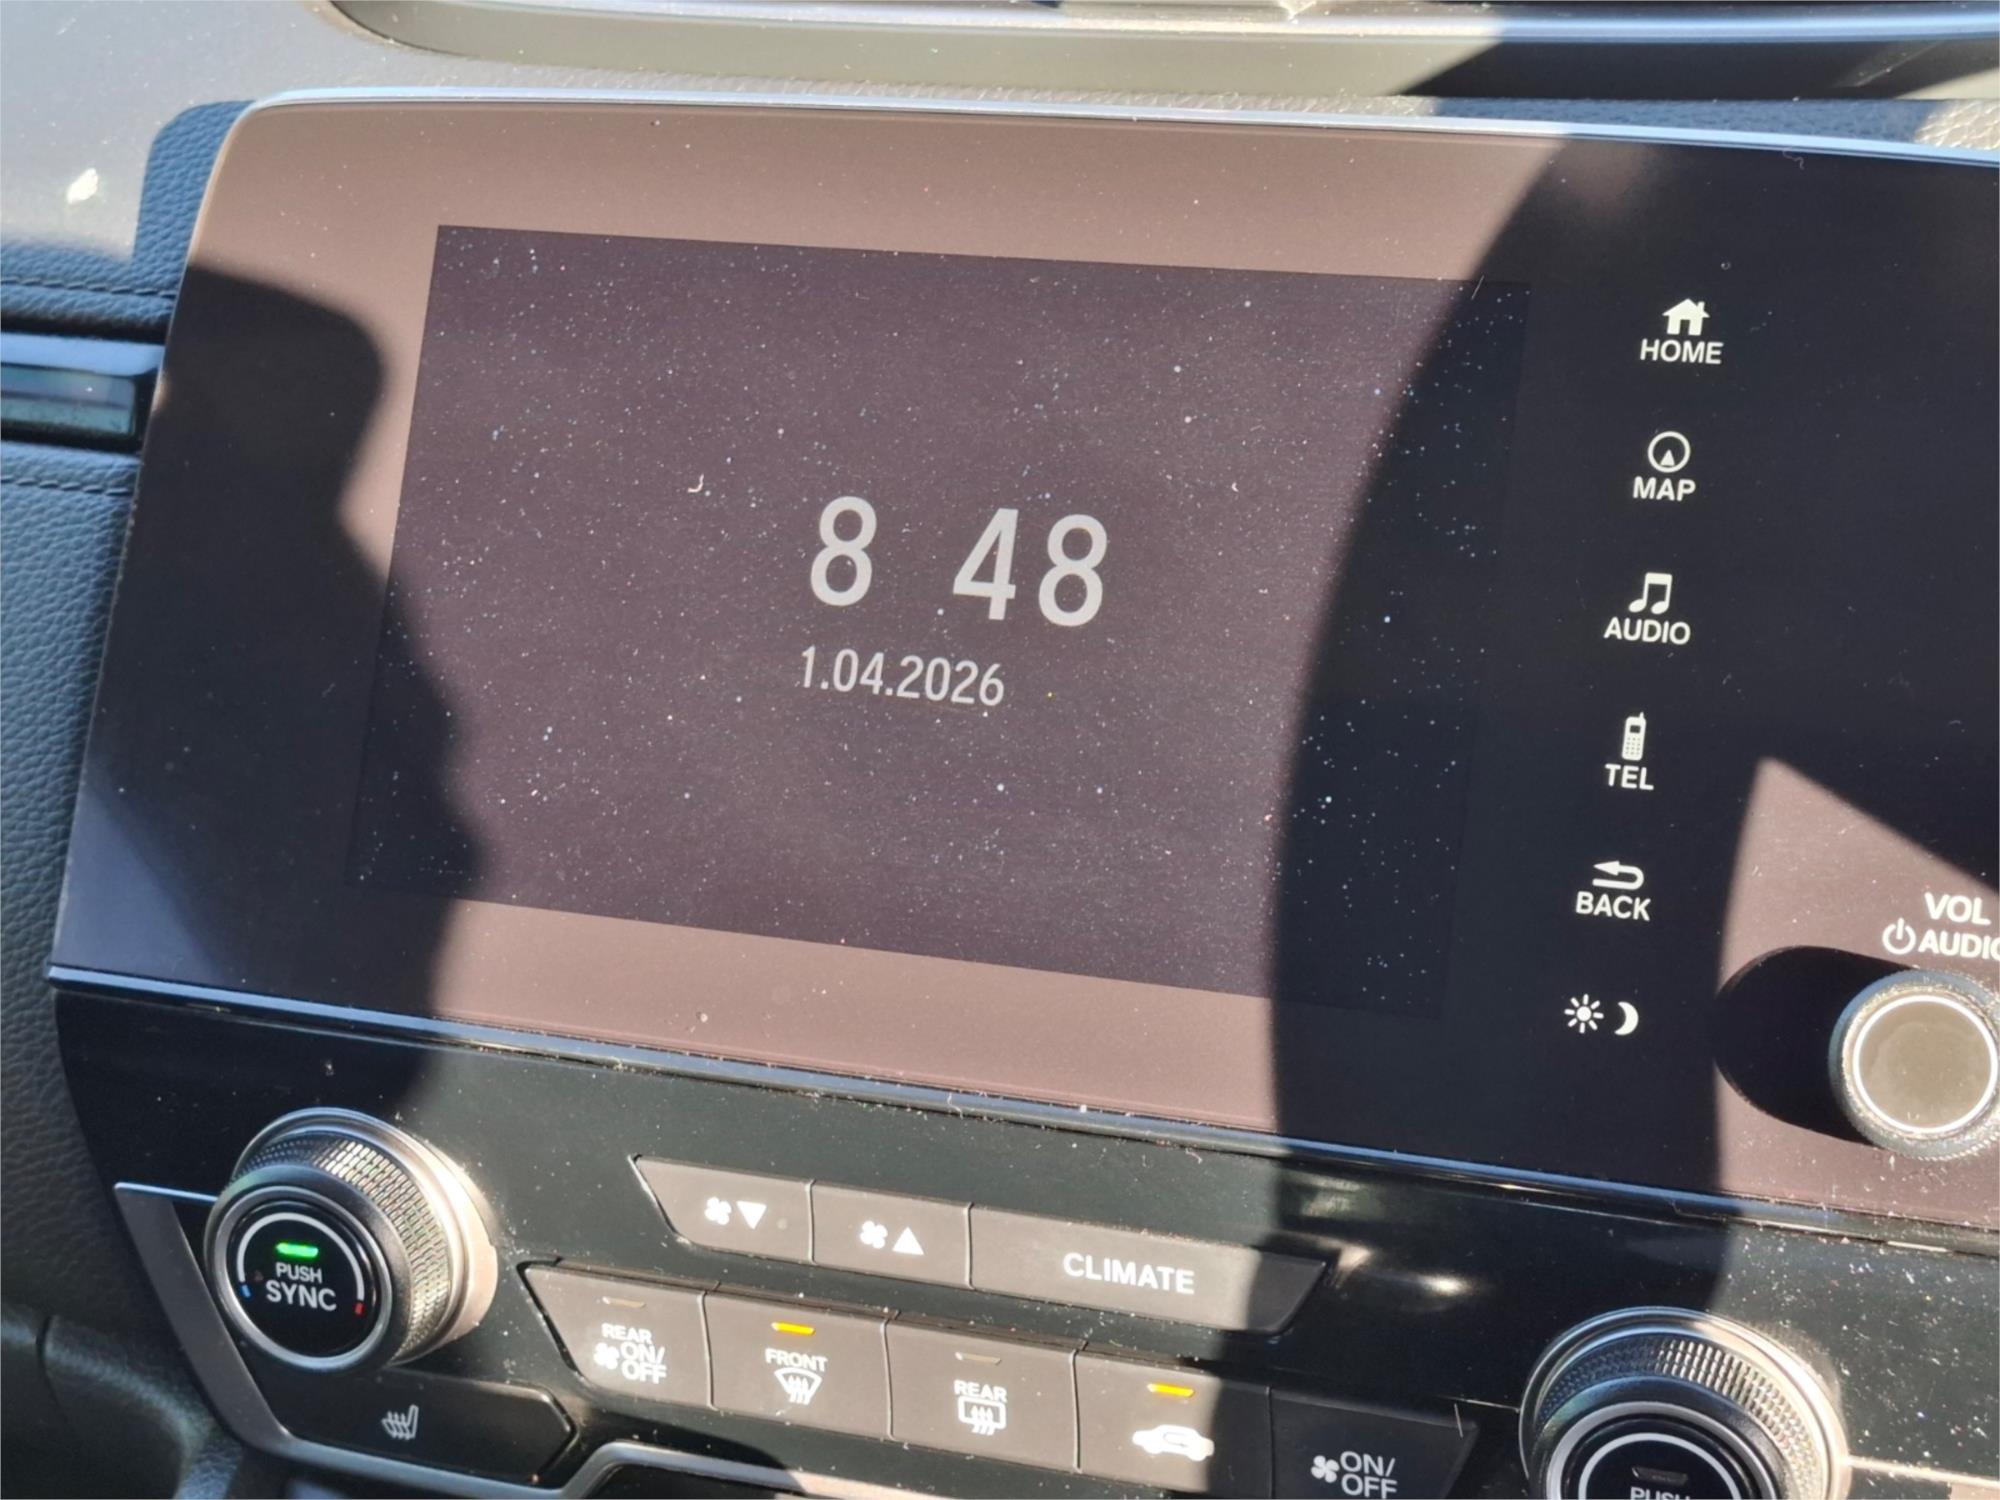 8 48
1.04.2026
HOME
MAP
AUDIO
TEL
BACK
VOL
AUDIO
PUSH
SYNC
CLIMATE
REAR
ON/
OFF
FRONT
REAR
ON/
OFF
PUSH